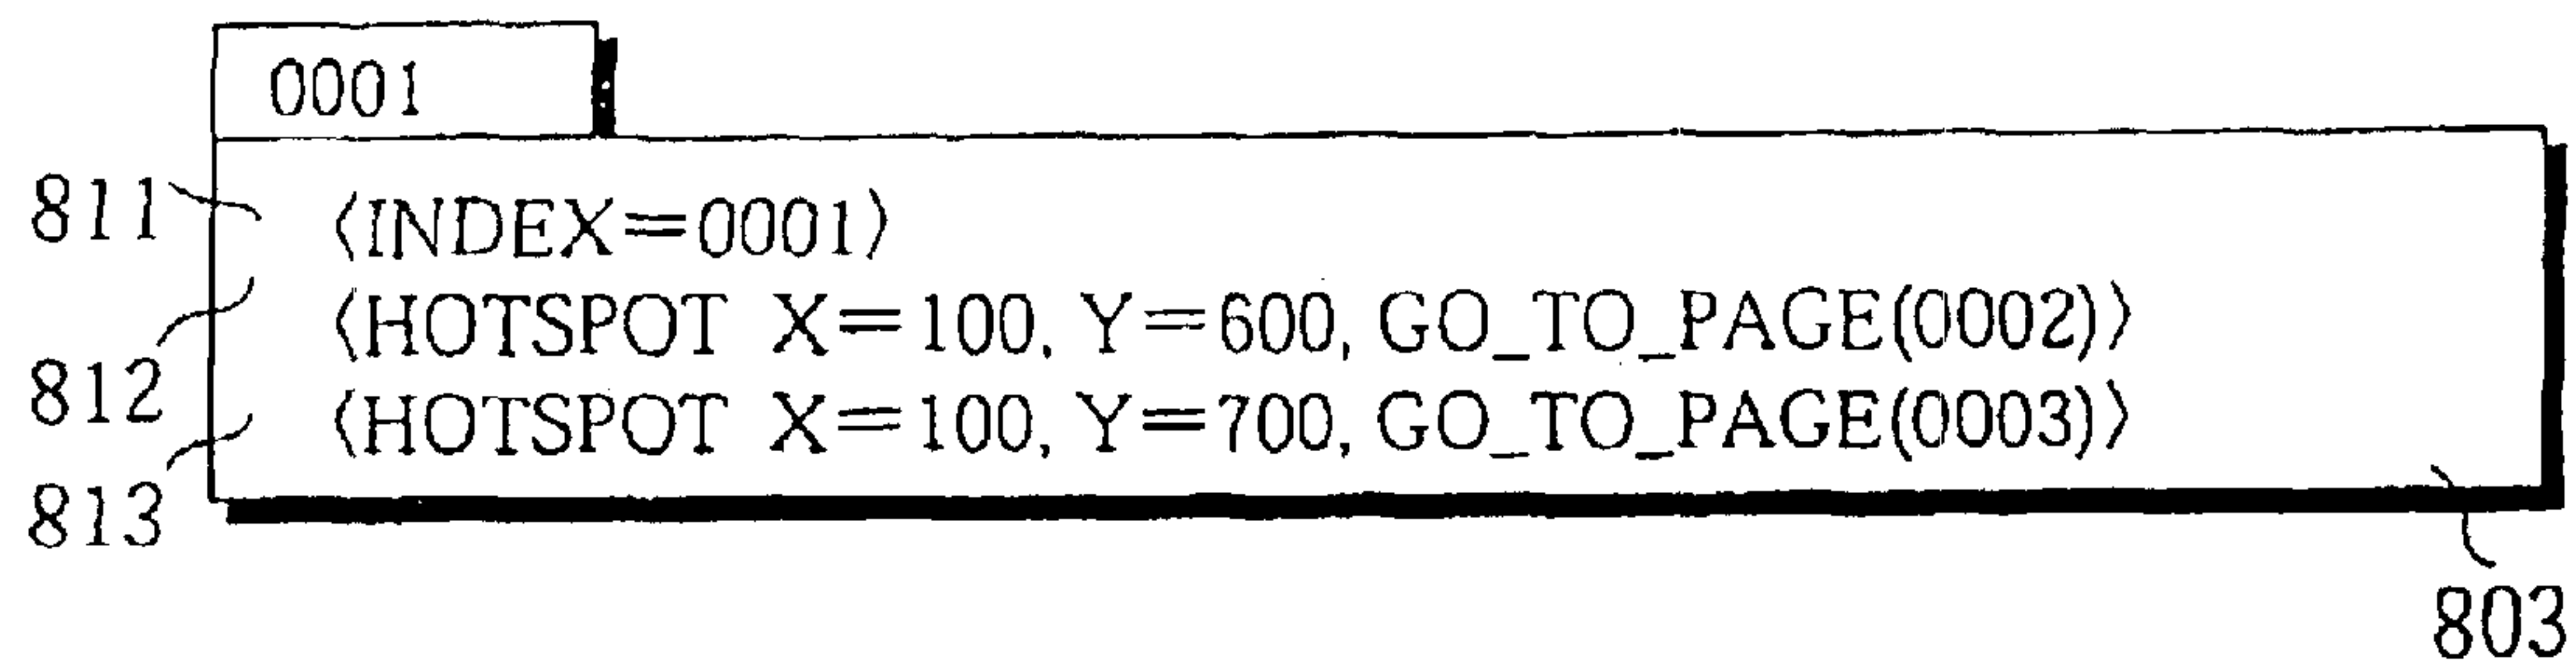 0001
811 〈INDEX=0001〉
812 〈HOTSPOT X=100, Y=600, GO_TO_PAGE(0002)〉
813 〈HOTSPOT X=100, Y=700, GO_TO_PAGE(0003)〉
803